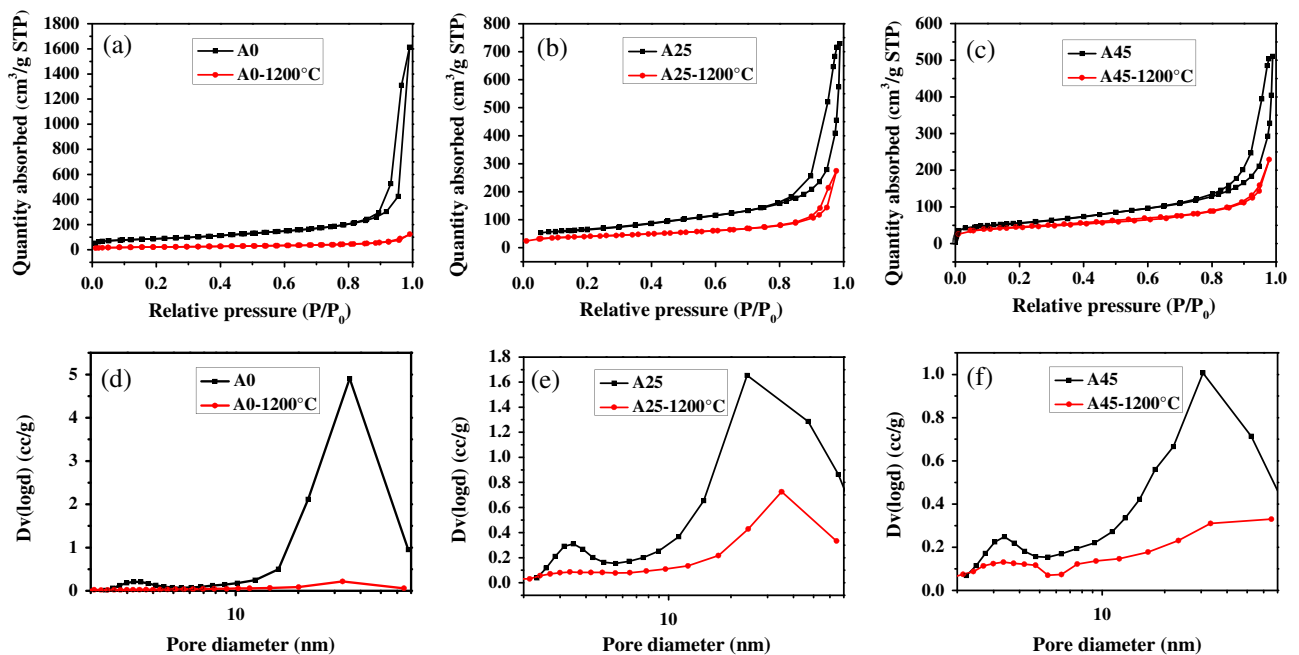 (a)
A0
A0-1200°C
Quantity absorbed (cm³/g STP)
1800
1600
1400
1200
1000
800
600
400
200
0
0.0 0.2 0.4 0.6 0.8 1.0
Relative pressure (P/P₀)
(b)
A25
A25-1200°C
Quantity absorbed (cm³/g STP)
800
700
600
500
400
300
200
100
0
0.0 0.2 0.4 0.6 0.8 1.0
Relative pressure (P/P₀)
(c)
A45
A45-1200°C
Quantity absorbed (cm³/g STP)
600
500
400
300
200
100
0
0.0 0.2 0.4 0.6 0.8 1.0
Relative pressure (P/P₀)
(d)
A0
A0-1200°C
Dv(logd) (cc/g)
5
4
3
2
1
0
10
Pore diameter (nm)
(e)
A25
A25-1200°C
Dv(logd) (cc/g)
1.8
1.6
1.4
1.2
1.0
0.8
0.6
0.4
0.2
0.0
10
Pore diameter (nm)
(f)
A45
A45-1200°C
Dv(logd) (cc/g)
1.0
0.8
0.6
0.4
0.2
0.0
10
Pore diameter (nm)